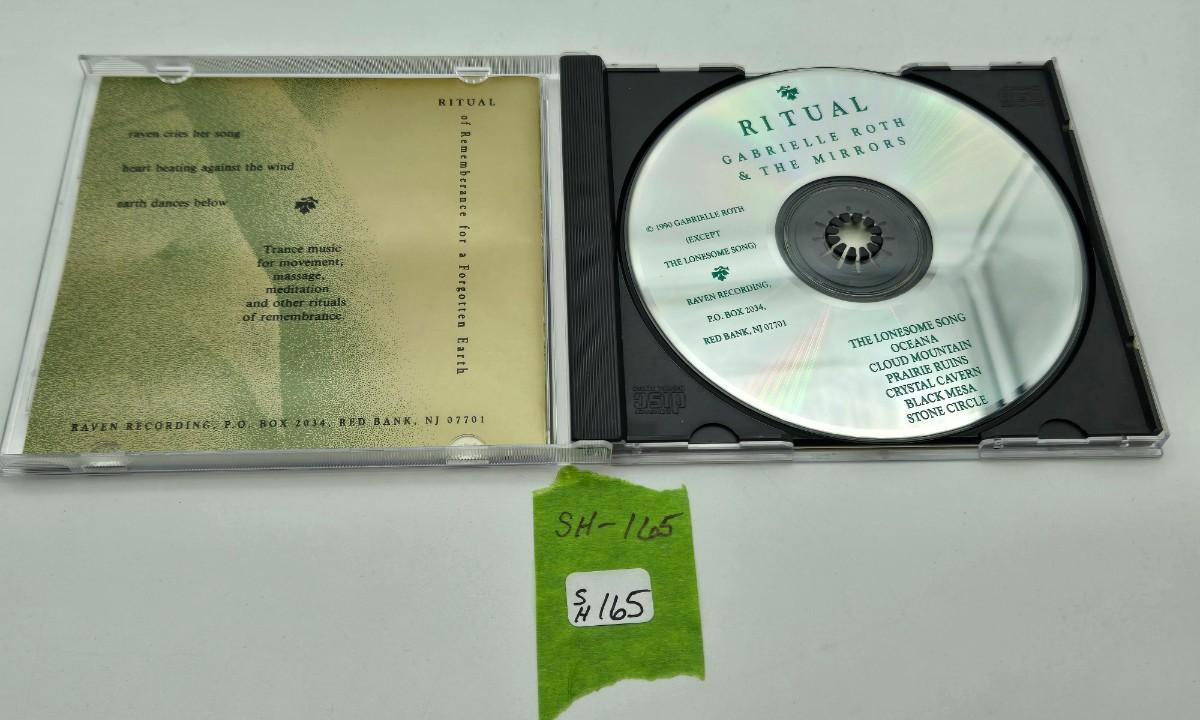 RITUAL
of Rememberance for a Forgotten Earth
raven cries her song
heart beating against the wind
earth dances below
Trance music
for movement,
massage,
meditation
and other rituals
of remembrance.
RAVEN RECORDING, P.O. BOX 2034, RED BANK, NJ 07701
RITUAL
GABRIELLE ROTH
& THE MIRRORS
© 1990 GABRIELLE ROTH
(EXCEPT
THE LONESOME SONG)
RAVEN RECORDING,
P.O. BOX 2034,
RED BANK, NJ 07701
THE LONESOME SONG
OCEANA
CLOUD MOUNTAIN
PRAIRIE RUINS
CRYSTAL CAVERN
BLACK MESA
STONE CIRCLE
SH-165
SH 165